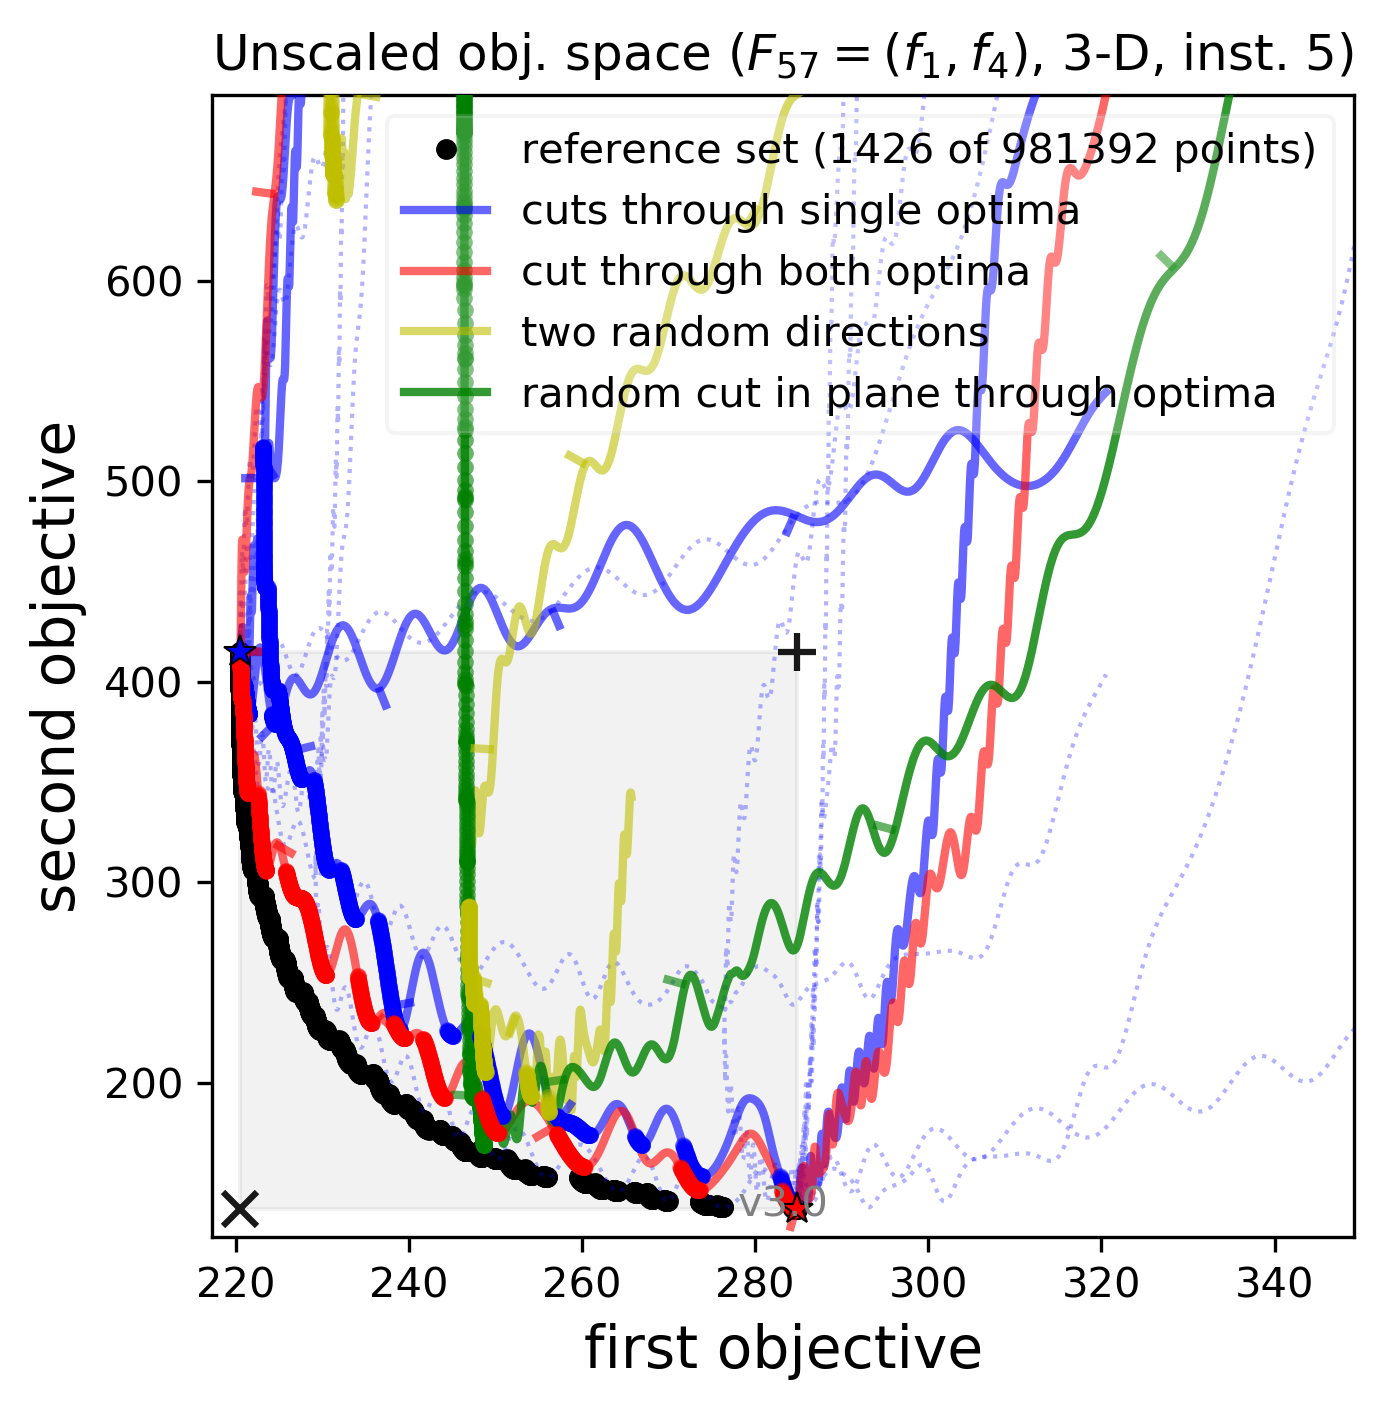 Unscaled obj. space (F₅₇ = (f₁, f₄), 3-D, inst. 5)
reference set (1426 of 981392 points)
cuts through single optima
cut through both optima
two random directions
random cut in plane through optima
600
500
400
300
200
second objective
v3.0
220
240
260
280
300
320
340
first objective